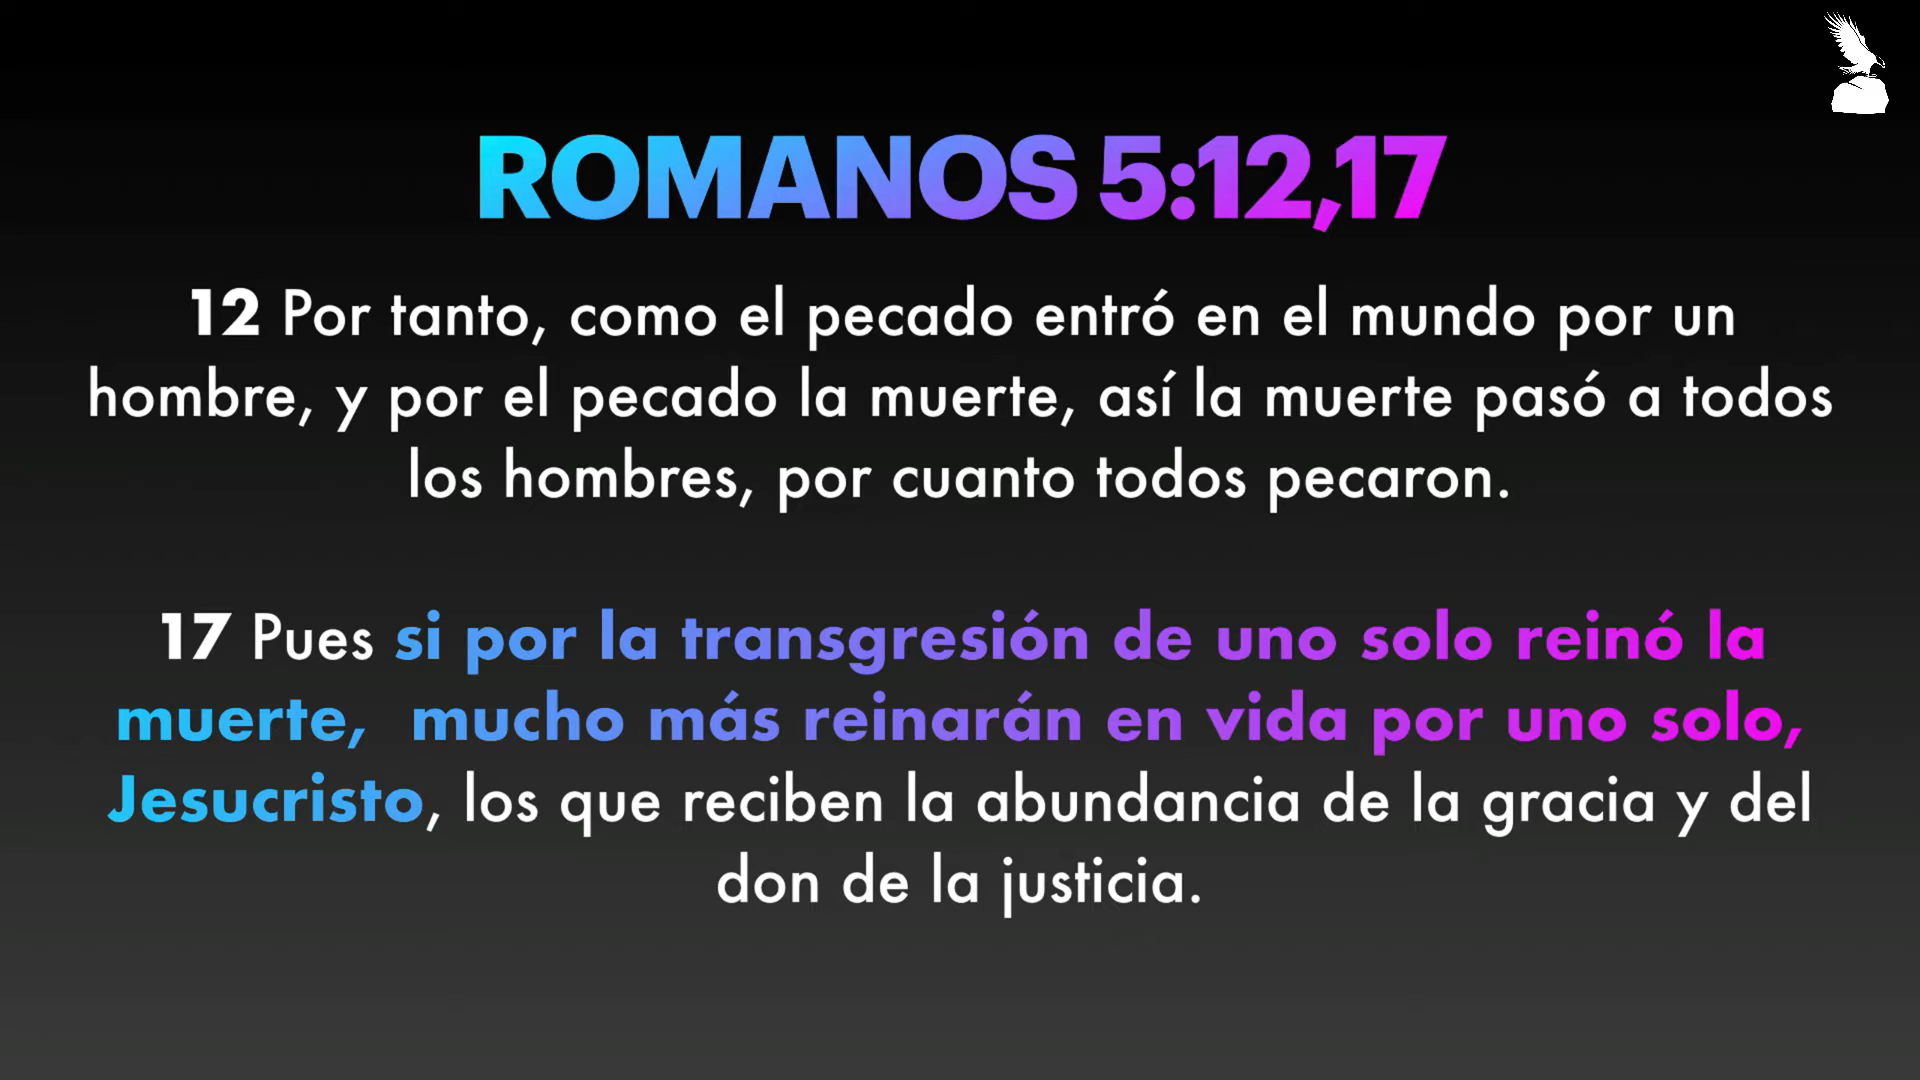 ROMANOS 5:12,17
12 Por tanto, como el pecado entró en el mundo por un
hombre, y por el pecado la muerte, así la muerte pasó a todos
los hombres, por cuanto todos pecaron.
17 Pues si por la transgresión de uno solo reinó la
muerte,  mucho más reinarán en vida por uno solo,
Jesucristo, los que reciben la abundancia de la gracia y del
don de la justicia.